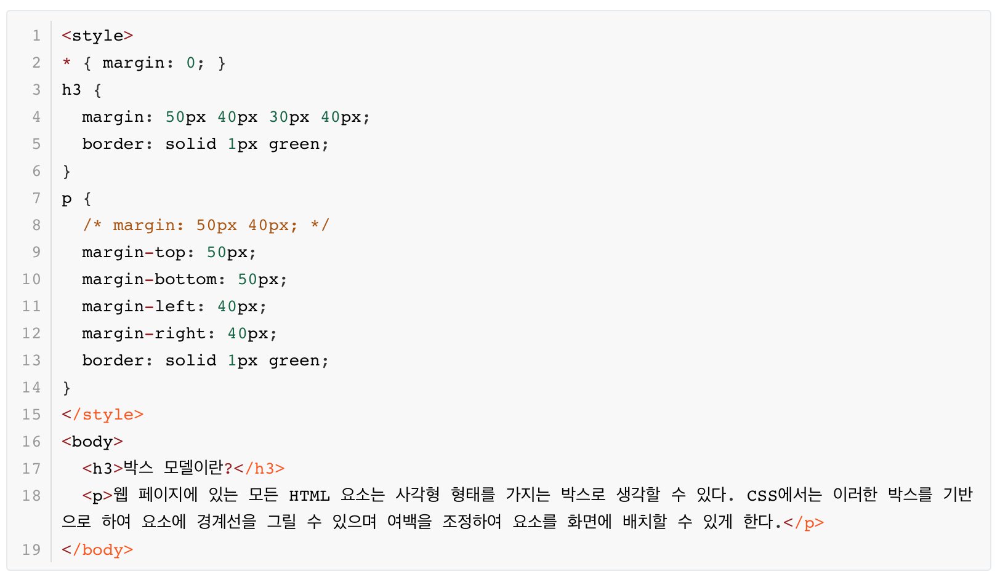 1 <style>
2 * { margin: 0; }
3 h3 {
4   margin: 50px 40px 30px 40px;
5   border: solid 1px green;
6 }
7 p {
8   /* margin: 50px 40px; */
9   margin-top: 50px;
10   margin-bottom: 50px;
11   margin-left: 40px;
12   margin-right: 40px;
13   border: solid 1px green;
14 }
15 </style>
16 <body>
17   <h3>박스 모델이란?</h3>
18   <p>웹 페이지에 있는 모든 HTML 요소는 사각형 형태를 가지는 박스로 생각할 수 있다. CSS에서는 이러한 박스를 기반
으로 하여 요소에 경계선을 그릴 수 있으며 여백을 조정하여 요소를 화면에 배치할 수 있게 한다.</p>
19 </body>